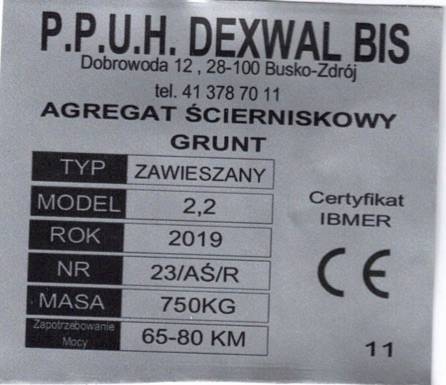 P.P.U.H. DEXWAL BIS
Dobrowoda 12 , 28-100 Busko-Zdrój
tel. 41 378 70 11
AGREGAT ŚCIERNISKOWY
GRUNT
TYP ZAWIESZANY
MODEL 2,2
ROK 2019
NR 23/AŚ/R
MASA 750KG
Zapotrzebowanie Mocy 65-80 KM
Certyfikat
IBMER
CE
11